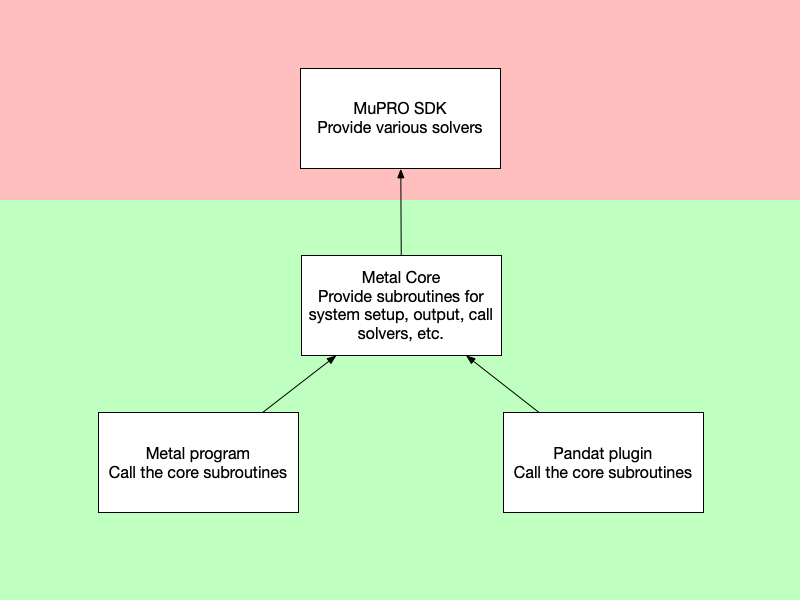 MuPRO SDK
Provide various solvers
Metal Core
Provide subroutines for
system setup, output, call
solvers, etc.
Metal program
Call the core subroutines
Pandat plugin
Call the core subroutines